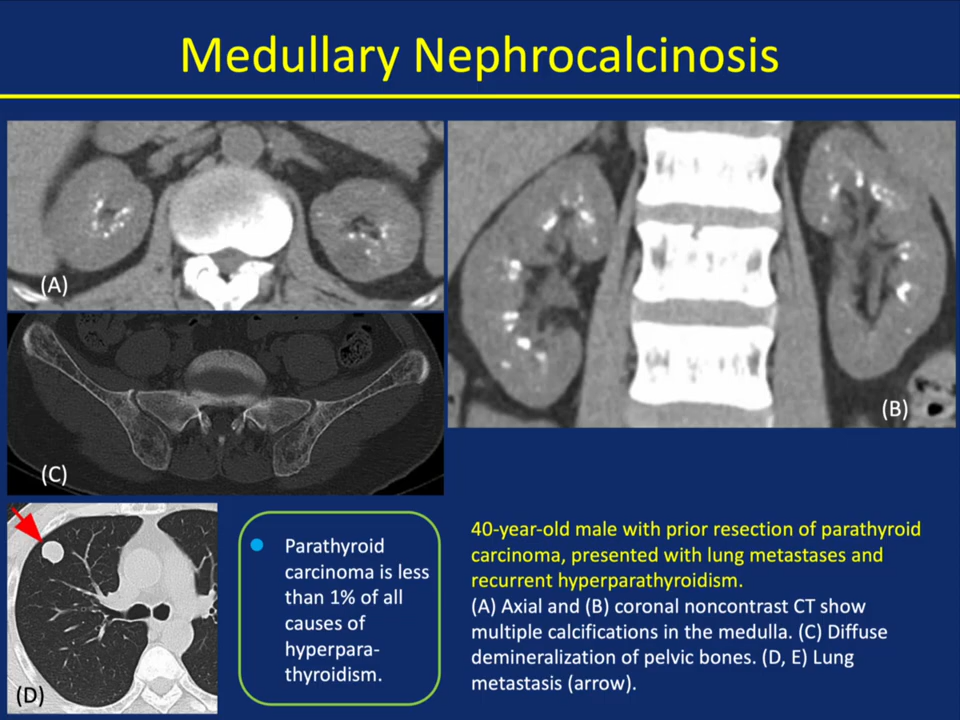 Medullary Nephrocalcinosis
(A)
(B)
(C)
(D)
Parathyroid
carcinoma is less
than 1% of all
causes of
hyperpara-
thyroidism.
40-year-old male with prior resection of parathyroid
carcinoma, presented with lung metastases and
recurrent hyperparathyroidism.
(A) Axial and (B) coronal noncontrast CT show
multiple calcifications in the medulla. (C) Diffuse
demineralization of pelvic bones. (D, E) Lung
metastasis (arrow).